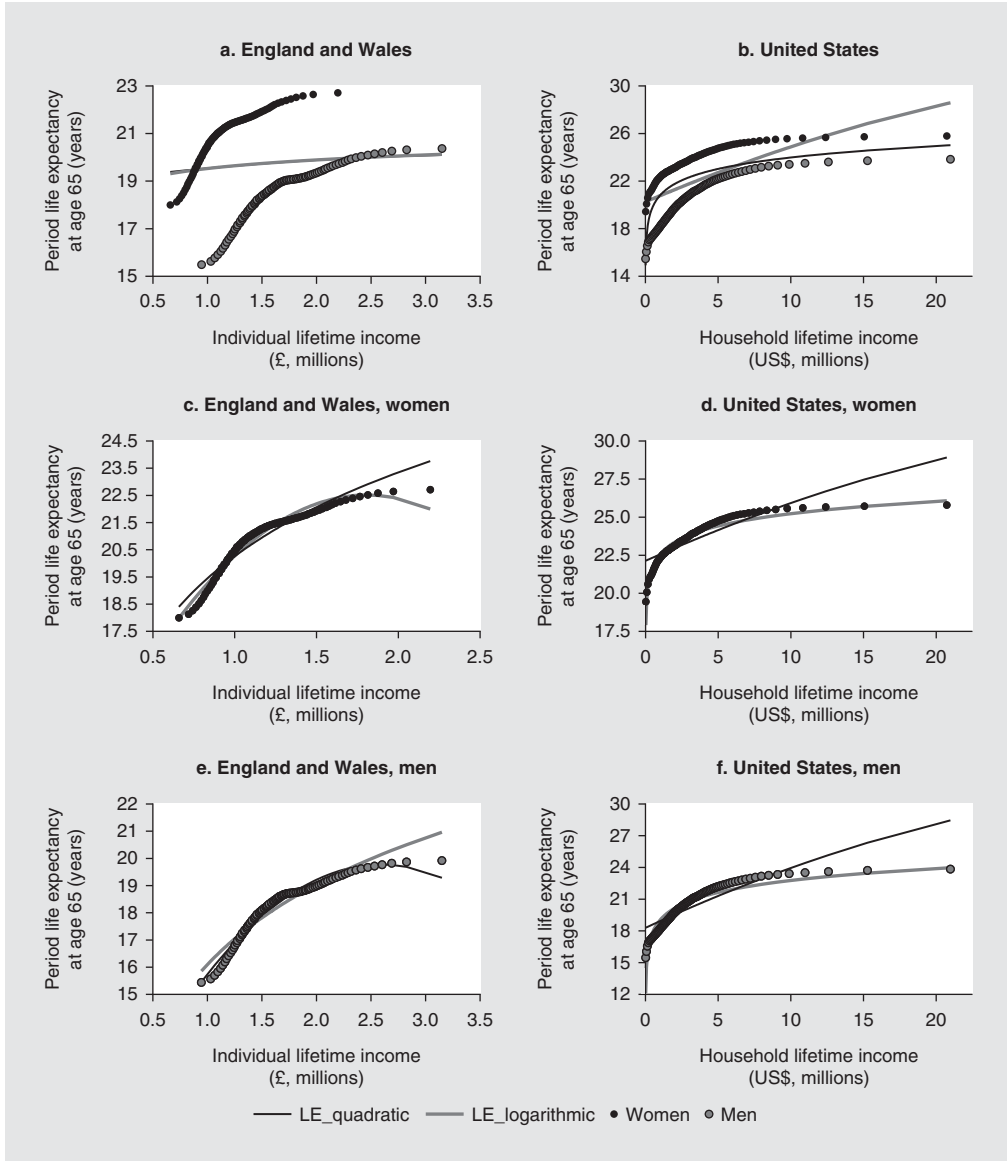 a. England and Wales
Period life expectancy
at age 65 (years)
23
21
19
17
15
0.5 1.0 1.5 2.0 2.5 3.0 3.5
Individual lifetime income
(£, millions)
b. United States
Period life expectancy
at age 65 (years)
30
26
22
18
14
0 5 10 15 20
Household lifetime income
(US$, millions)
c. England and Wales, women
Period life expectancy
at age 65 (years)
24.5
23.5
22.5
21.5
20.5
19.5
18.5
17.5
0.5 1.0 1.5 2.0 2.5
Individual lifetime income
(£, millions)
d. United States, women
Period life expectancy
at age 65 (years)
30.0
27.5
25.0
22.5
20.0
17.5
0 5 10 15 20
Household lifetime income
(US$, millions)
e. England and Wales, men
Period life expectancy
at age 65 (years)
22
21
20
19
18
17
16
15
0.5 1.0 1.5 2.0 2.5 3.0 3.5
Individual lifetime income
(£, millions)
f. United States, men
Period life expectancy
at age 65 (years)
30
27
24
21
18
15
12
0 5 10 15 20
Household lifetime income
(US$, millions)
LE_quadratic LE_logarithmic Women Men